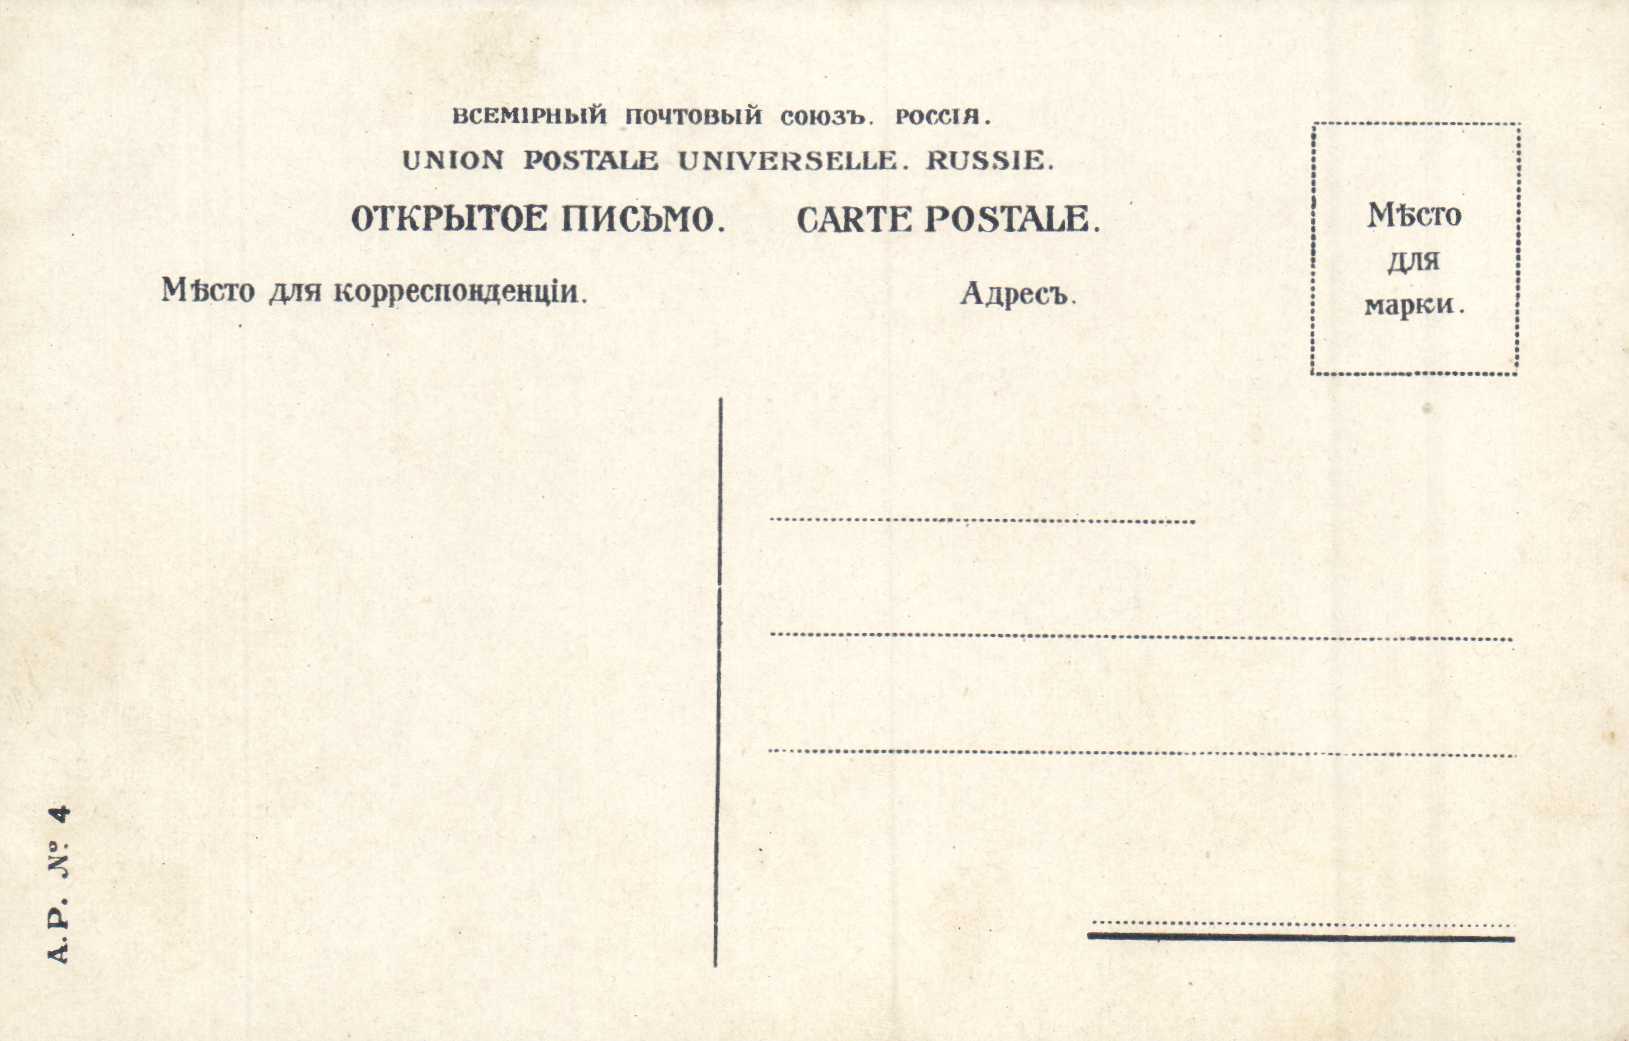 ВСЕМІРНЫЙ ПОЧТОВЫЙ СОЮЗЪ. РОССІЯ.
UNION POSTALE UNIVERSELLE. RUSSIE.
ОТКРЫТОЕ ПИСЬМО. CARTE POSTALE.
Мѣсто для корреспонденціи.
Адресъ.
Мѣсто
для
марки.
А.Р. № 4